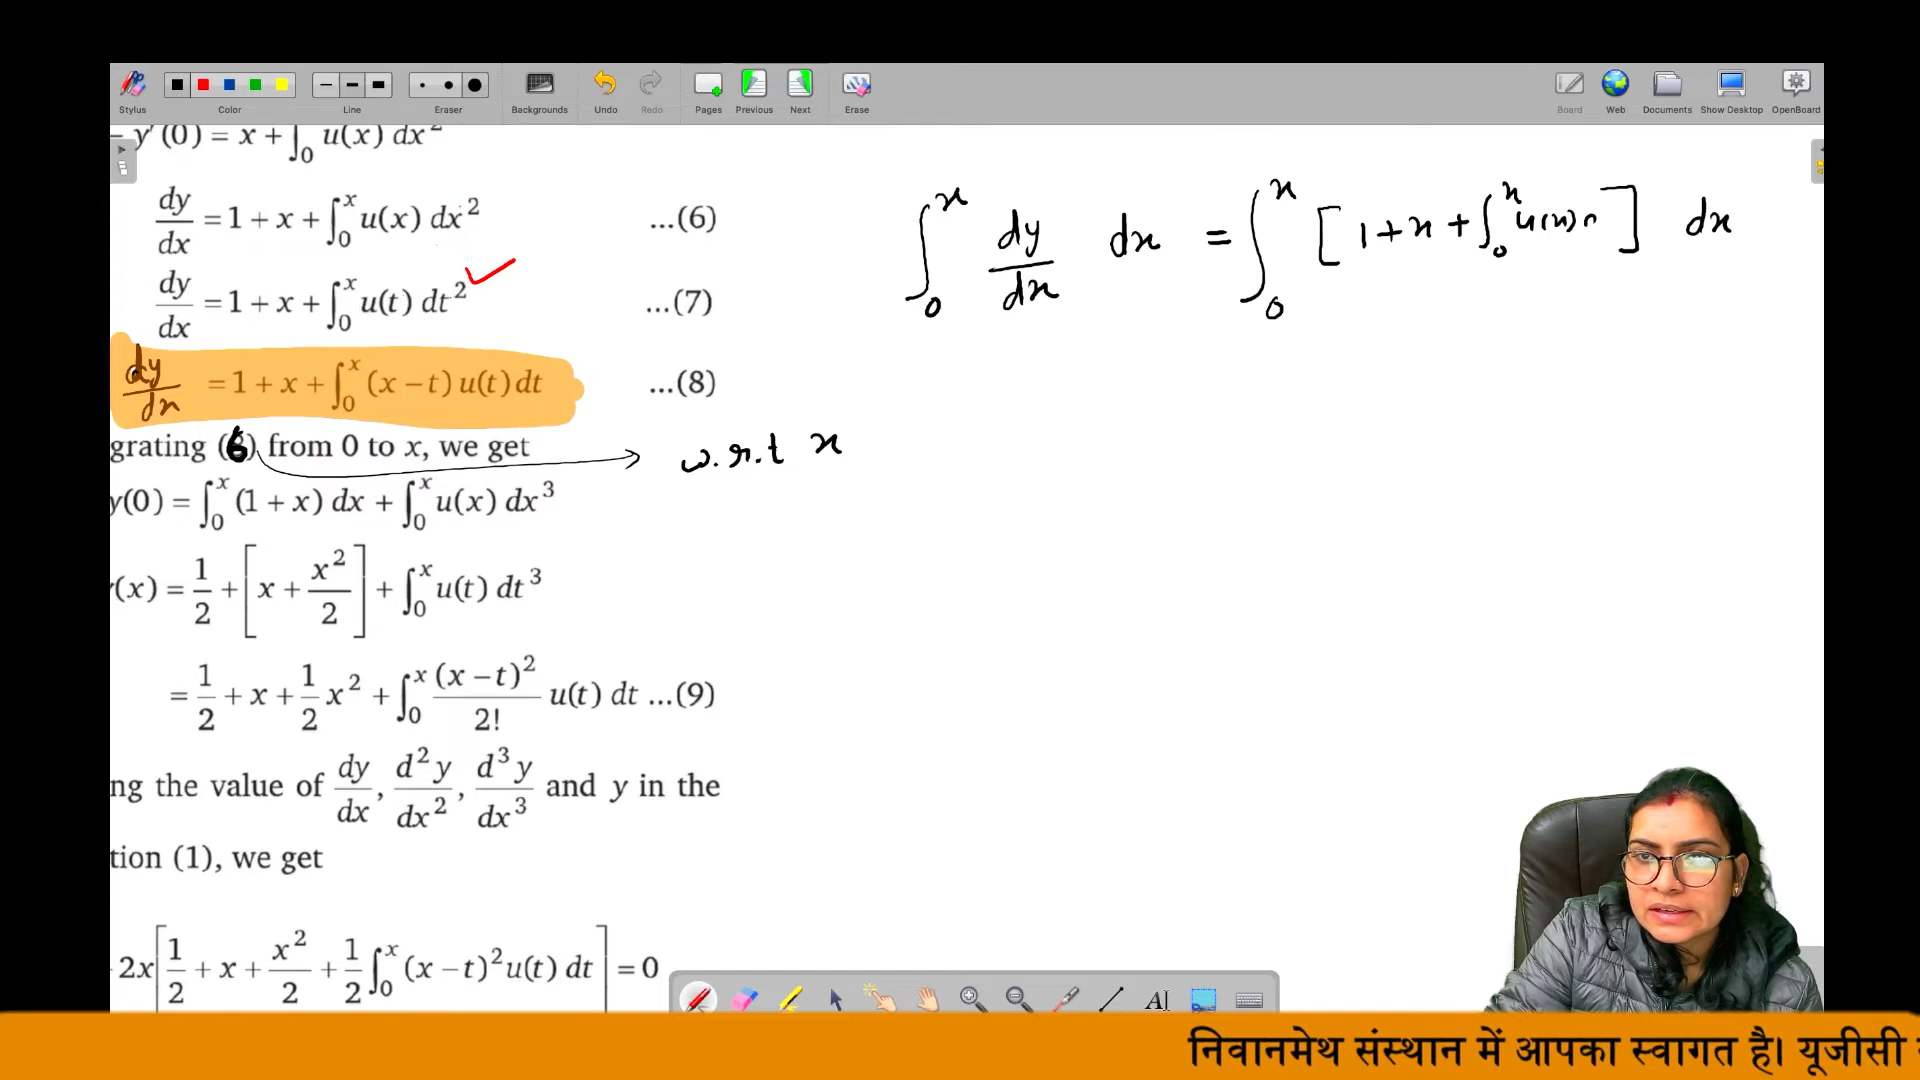 Stylus Color Line Eraser Backgrounds Undo Redo Pages Previous Next Erase Board Web Documents Show Desktop OpenBoard
– y′(0) = x + ∫₀ u(x) dx²
dy/dx = 1 + x + ∫₀ˣ u(x) dx² ...(6)
dy/dx = 1 + x + ∫₀ˣ u(t) dt² ...(7)
dy/dx = 1 + x + ∫₀ˣ (x – t) u(t) dt ...(8)
grating (6) from 0 to x, we get
w.r.t x
y(0) = ∫₀ˣ (1 + x) dx + ∫₀ˣ u(x) dx³
(x) = 1/2 + [x + x²/2] + ∫₀ˣ u(t) dt³
= 1/2 + x + 1/2 x² + ∫₀ˣ (x – t)²/2! u(t) dt ...(9)
ng the value of dy/dx, d²y/dx², d³y/dx³ and y in the
tion (1), we get
2x[1/2 + x + x²/2 + 1/2 ∫₀ˣ (x – t)² u(t) dt] = 0
∫₀ˣ dy/dx dx = ∫₀ˣ [1 + x + ∫₀ˣ u(x) ] dx
निवानमेथ संस्थान में आपका स्वागत है। यूजीसी